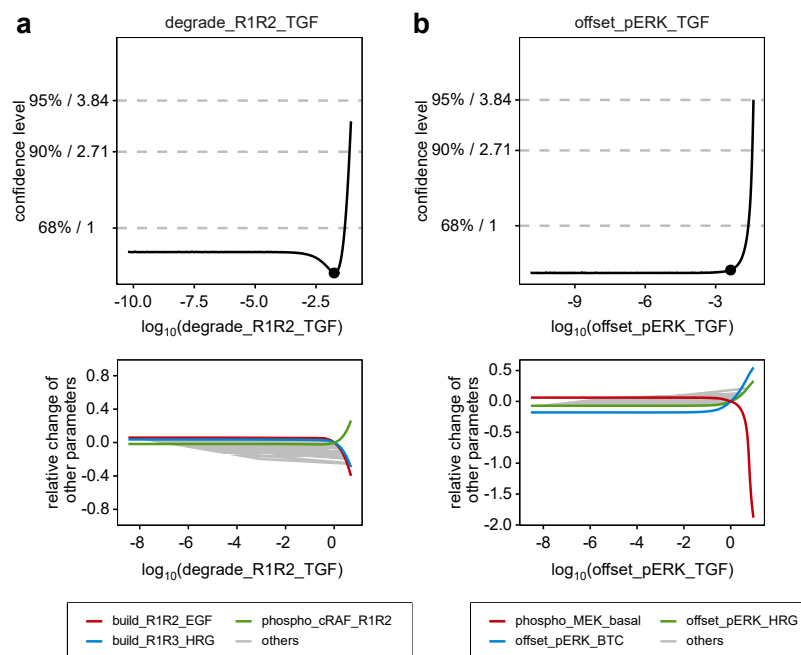 a
degrade_R1R2_TGF
confidence level
95% / 3.84
90% / 2.71
68% / 1
-10.0 -7.5 -5.0 -2.5
log10(degrade_R1R2_TGF)
relative change of
other parameters
0.8
0.4
0.0
-0.4
-0.8
-8 -6 -4 -2 0
log10(degrade_R1R2_TGF)
build_R1R2_EGF phospho_cRAF_R1R2
build_R1R3_HRG others
b
offset_pERK_TGF
confidence level
95% / 3.84
90% / 2.71
68% / 1
-9 -6 -3
log10(offset_pERK_TGF)
relative change of
other parameters
0.5
0.0
-0.5
-1.0
-1.5
-2.0
-8 -6 -4 -2 0
log10(offset_pERK_TGF)
phospho_MEK_basal offset_pERK_HRG
offset_pERK_BTC others